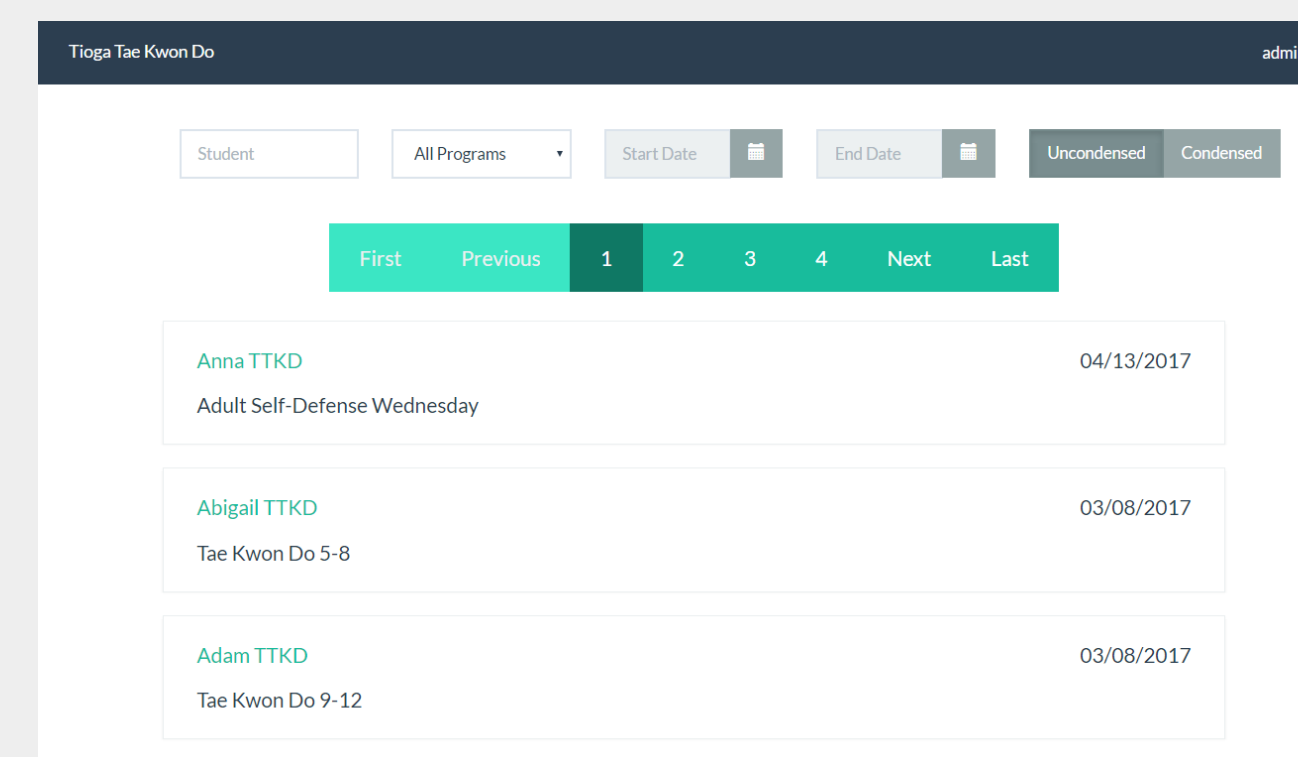 Tioga Tae Kwon Do admi
Student All Programs Start Date End Date Uncondensed Condensed
First Previous 1 2 3 4 Next Last
Anna TTKD 04/13/2017
Adult Self-Defense Wednesday
Abigail TTKD 03/08/2017
Tae Kwon Do 5-8
Adam TTKD 03/08/2017
Tae Kwon Do 9-12